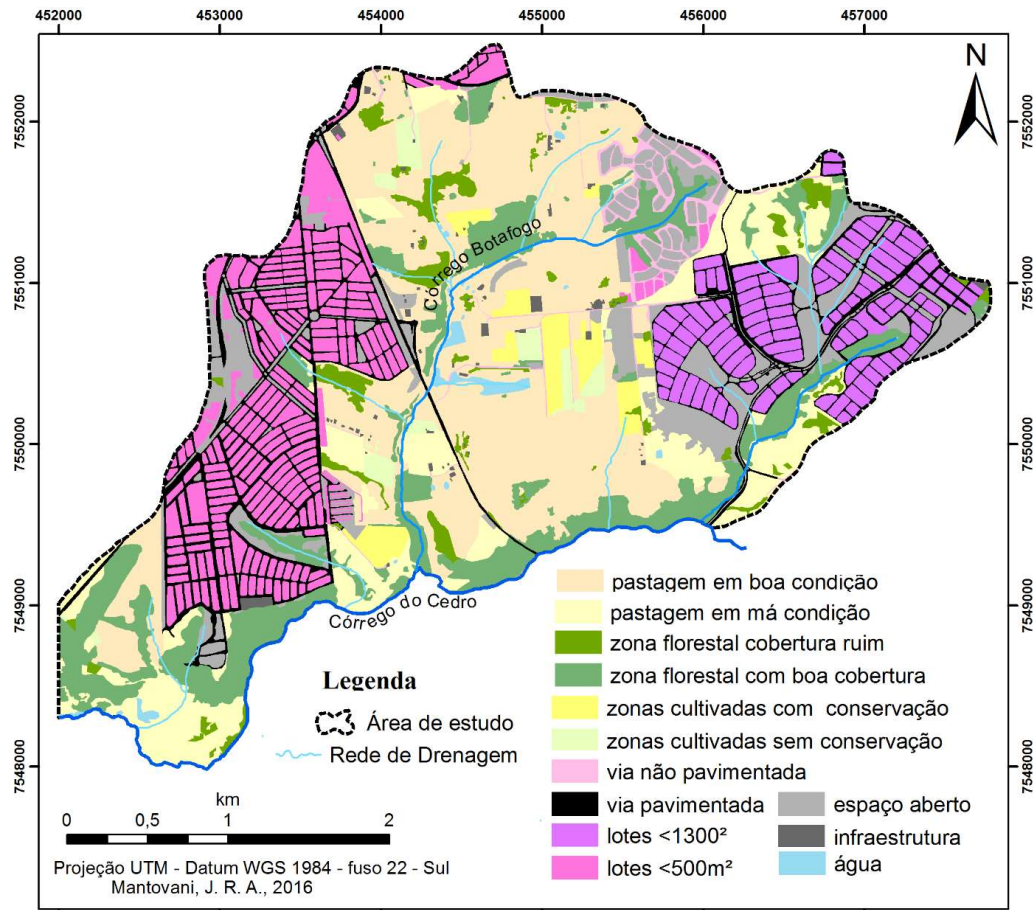 452000 453000 454000 455000 456000 457000
N
7552000 7552000
7551000 7551000
7550000 7550000
7549000 7549000
7548000 7548000
Córrego Botafogo
Córrego do Cedro
Legenda
Área de estudo
Rede de Drenagem
pastagem em boa condição
pastagem em má condição
zona florestal cobertura ruim
zona florestal com boa cobertura
zonas cultivadas com conservação
zonas cultivadas sem conservação
via não pavimentada
via pavimentada
lotes <1300²
lotes <500m²
espaço aberto
infraestrutura
água
km
0 0,5 1 2
Projeção UTM - Datum WGS 1984 - fuso 22 - Sul
Mantovani, J. R. A., 2016